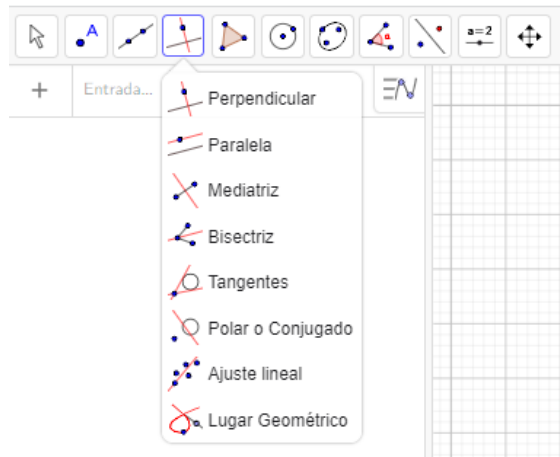 A
α
a=2
+ Entrada...
Perpendicular
Paralela
Mediatriz
Bisectriz
Tangentes
Polar o Conjugado
Ajuste lineal
Lugar Geométrico